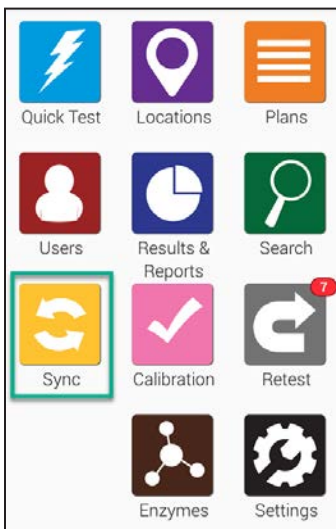 Quick Test
Locations
Plans
Users
Results &
Reports
Search
7
Sync
Calibration
Retest
Enzymes
Settings